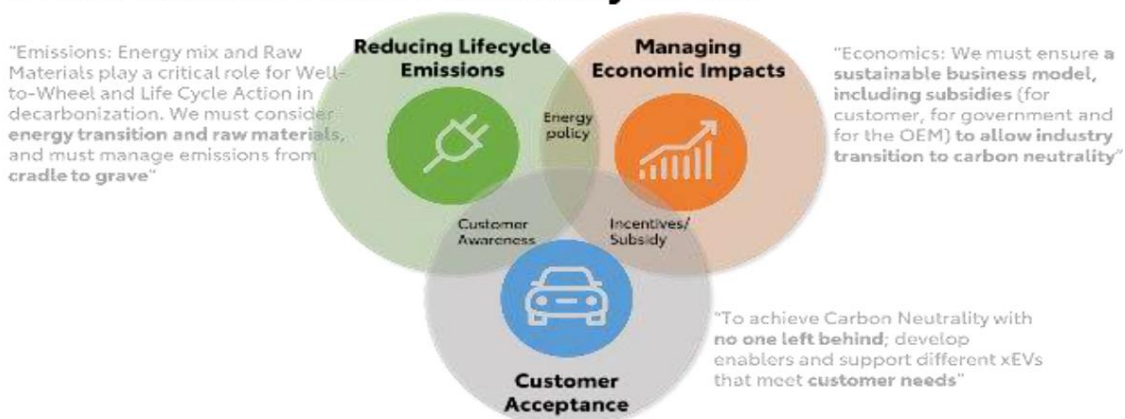 "Emissions: Energy mix and Raw
Materials play a critical role for Well-
to-Wheel and Life Cycle Action in
decarbonization. We must consider
energy transition and raw materials,
and must manage emissions from
cradle to grave"
Reducing Lifecycle
Emissions
Managing
Economic Impacts
"Economics: We must ensure a
sustainable business model,
including subsidies (for
customer, for government and
for the OEM) to allow industry
transition to carbon neutrality"
Energy
policy
Customer
Awareness
Incentives/
Subsidy
"To achieve Carbon Neutrality with
no one left behind; develop
enablers and support different xEVs
that meet customer needs"
Customer
Acceptance